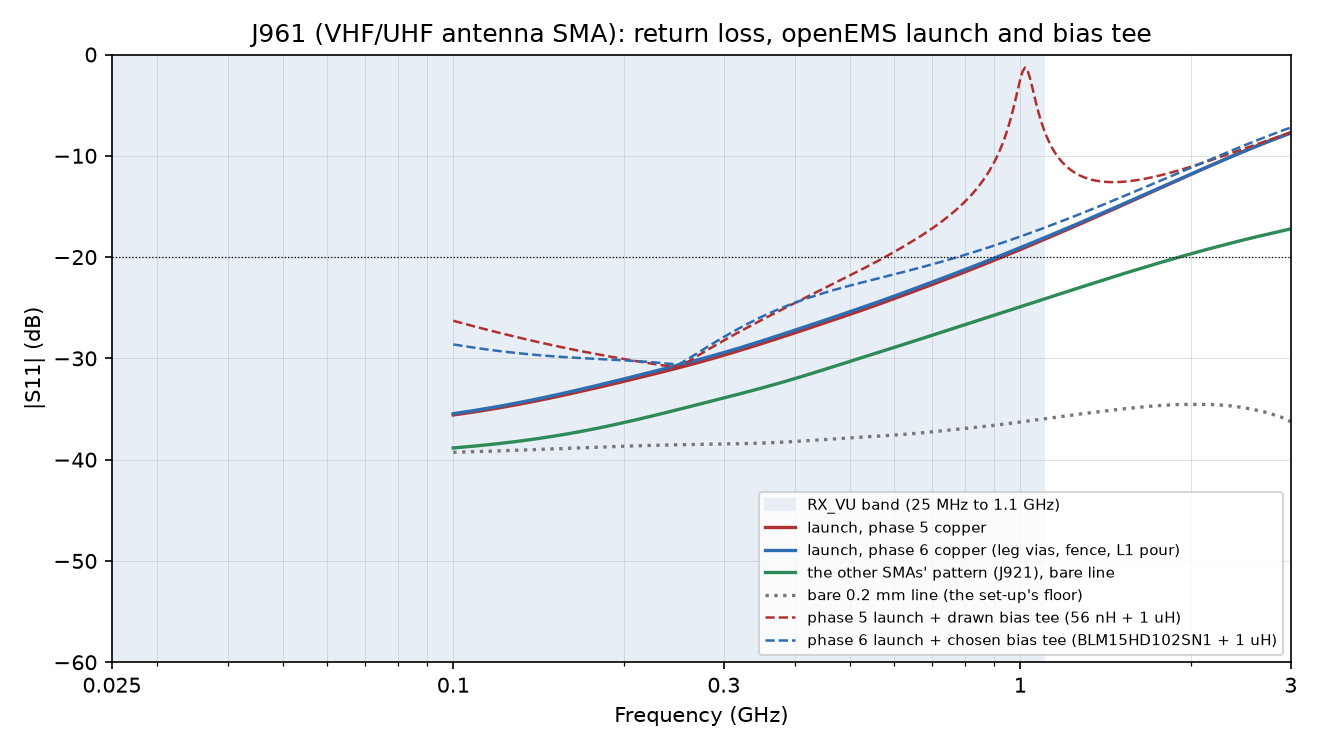 J961 (VHF/UHF antenna SMA): return loss, openEMS launch and bias tee
|S11| (dB)
0
−10
−20
−30
−40
−50
−60
RX_VU band (25 MHz to 1.1 GHz)
launch, phase 5 copper
launch, phase 6 copper (leg vias, fence, L1 pour)
the other SMAs' pattern (J921), bare line
bare 0.2 mm line (the set-up's floor)
phase 5 launch + drawn bias tee (56 nH + 1 uH)
phase 6 launch + chosen bias tee (BLM15HD102SN1 + 1 uH)
0.025 0.1 0.3 1 3
Frequency (GHz)